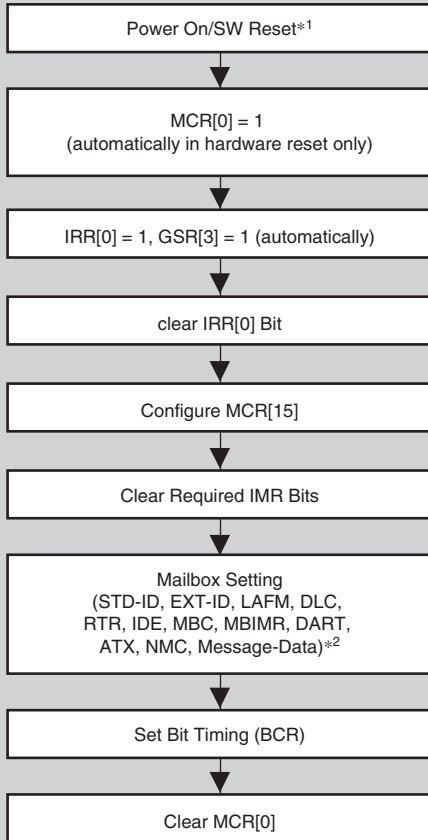 Power On/SW Reset*1
MCR[0] = 1
(automatically in hardware reset only)
IRR[0] = 1, GSR[3] = 1 (automatically)
clear IRR[0] Bit
Configure MCR[15]
Clear Required IMR Bits
Mailbox Setting
(STD-ID, EXT-ID, LAFM, DLC,
RTR, IDE, MBC, MBIMR, DART,
ATX, NMC, Message-Data)*2
Set Bit Timing (BCR)
Clear MCR[0]